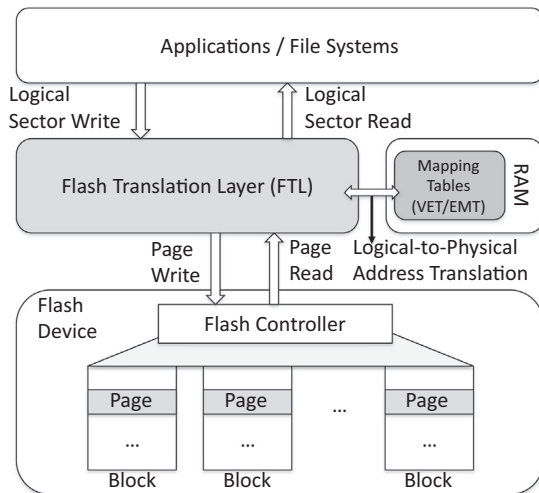 Applications / File Systems
Logical
Sector Write
Logical
Sector Read
Flash Translation Layer (FTL)
Mapping
Tables
(VET/EMT)
RAM
Page
Write
Page
Read
Logical-to-Physical
Address Translation
Flash
Device
Flash Controller
Page
Page
...
Page
...
...
...
Block
Block
Block